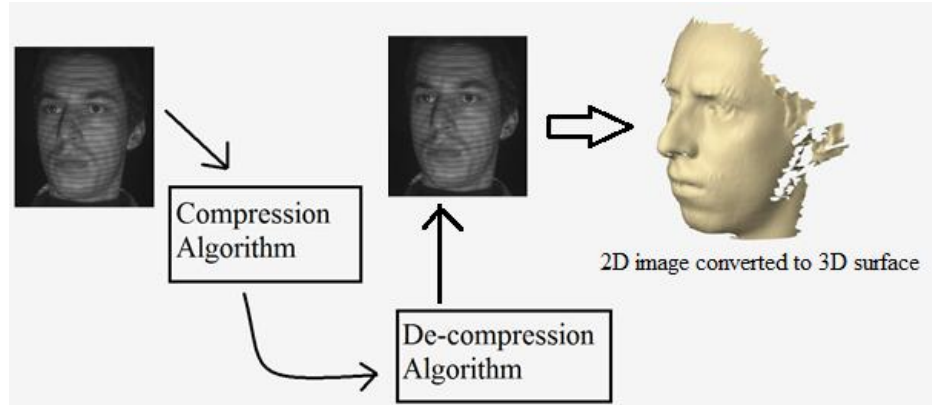 Compression
Algorithm
De-compression
Algorithm
2D image converted to 3D surface